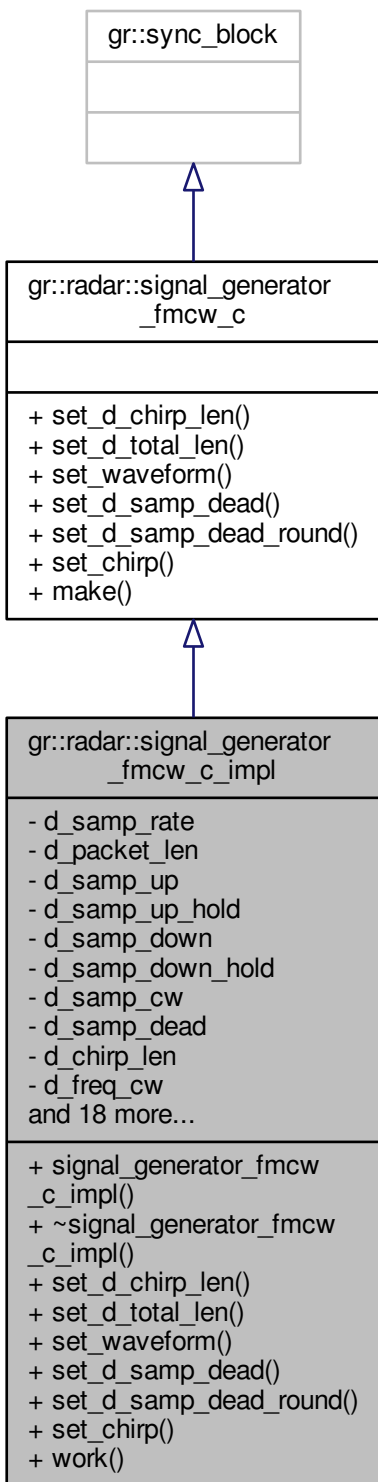 gr::sync_block
gr::radar::signal_generator
_fmcw_c
+ set_d_chirp_len()
+ set_d_total_len()
+ set_waveform()
+ set_d_samp_dead()
+ set_d_samp_dead_round()
+ set_chirp()
+ make()
gr::radar::signal_generator
_fmcw_c_impl
- d_samp_rate
- d_packet_len
- d_samp_up
- d_samp_up_hold
- d_samp_down
- d_samp_down_hold
- d_samp_cw
- d_samp_dead
- d_chirp_len
- d_freq_cw
and 18 more...
+ signal_generator_fmcw
_c_impl()
+ ~signal_generator_fmcw
_c_impl()
+ set_d_chirp_len()
+ set_d_total_len()
+ set_waveform()
+ set_d_samp_dead()
+ set_d_samp_dead_round()
+ set_chirp()
+ work()